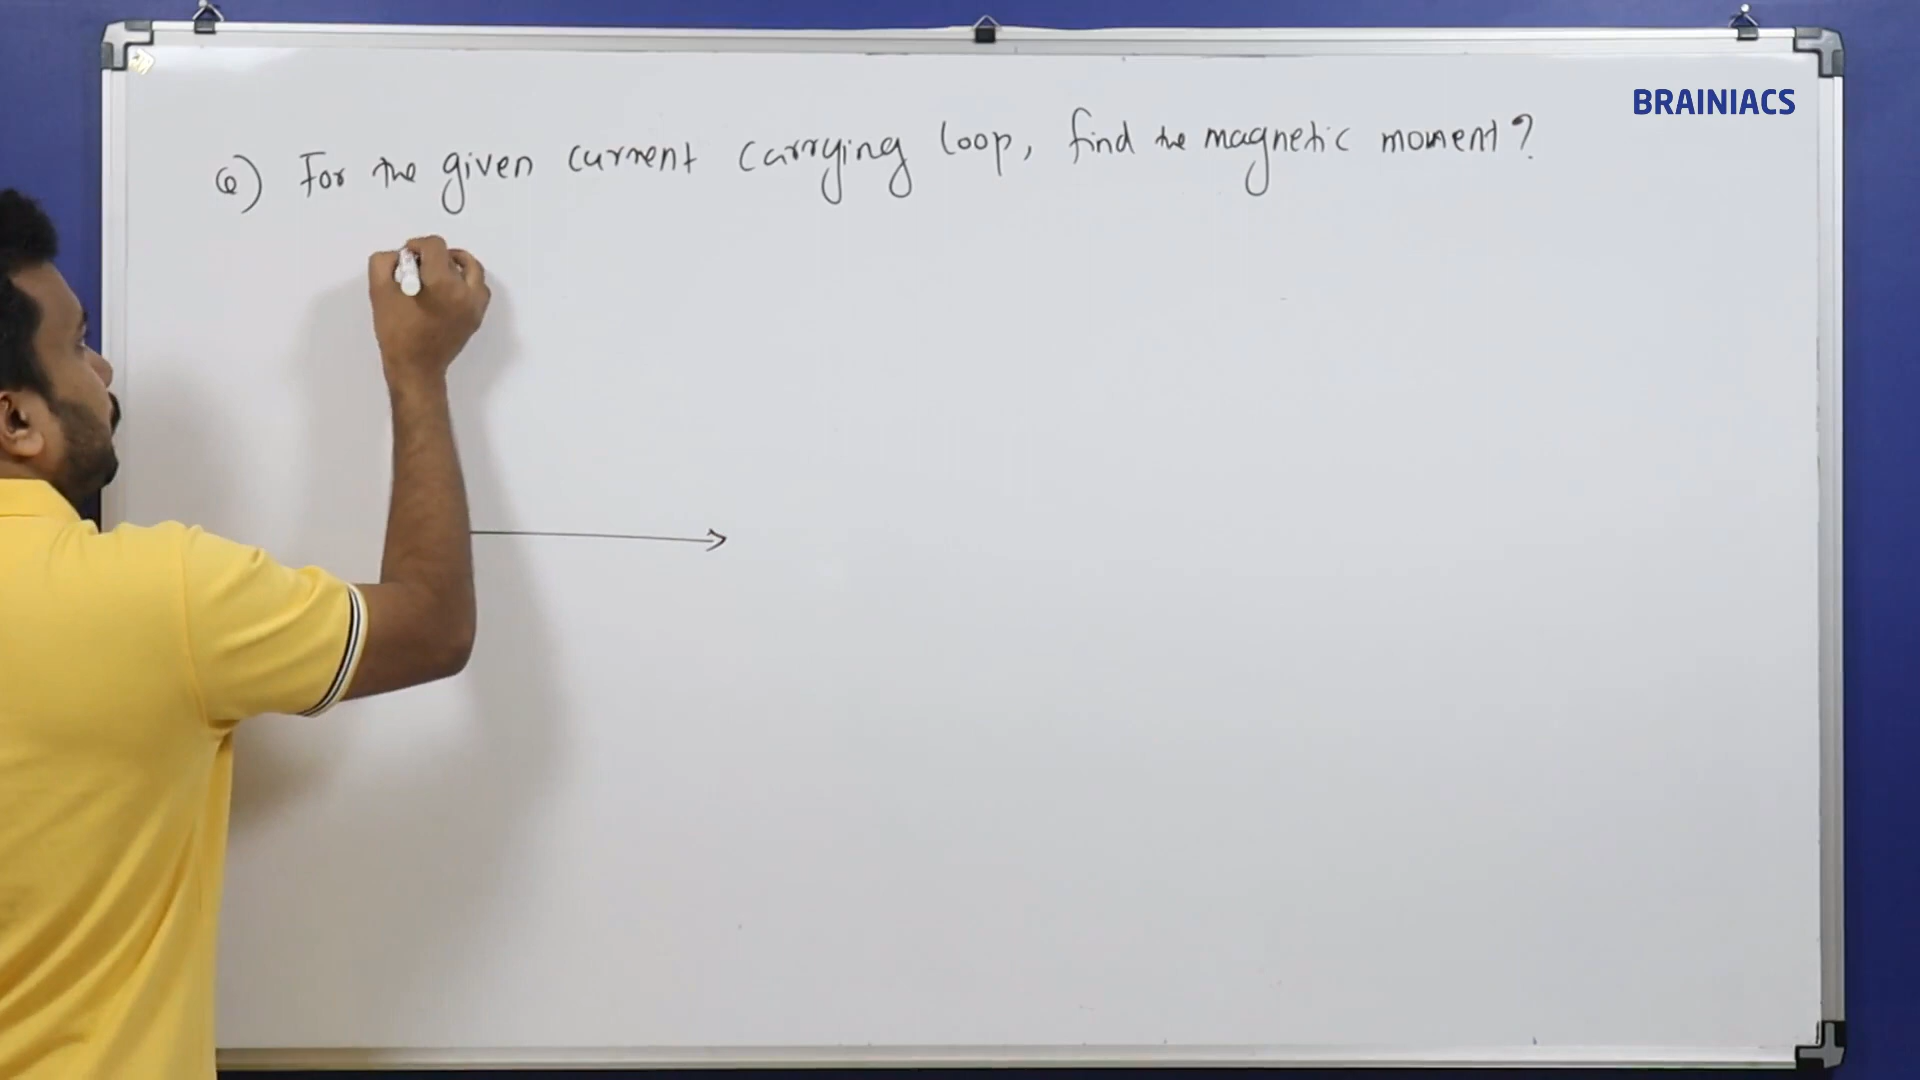 BRAINIACS
Q) For the given current carrying loop, find the magnetic moment?